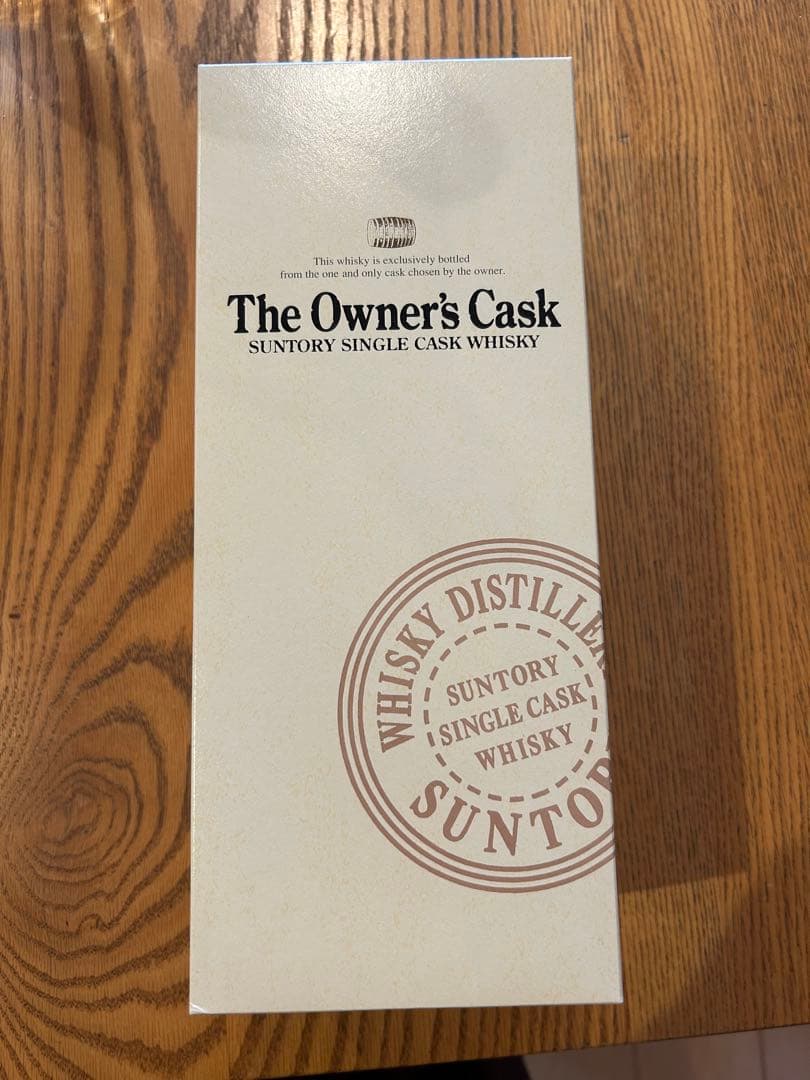 This whisky is exclusively bottled
from the one and only cask chosen by the owner.
The Owner's Cask
SUNTORY SINGLE CASK WHISKY
WHISKY DISTILLE
SUNTORY
SINGLE CASK
WHISKY
SUNTO